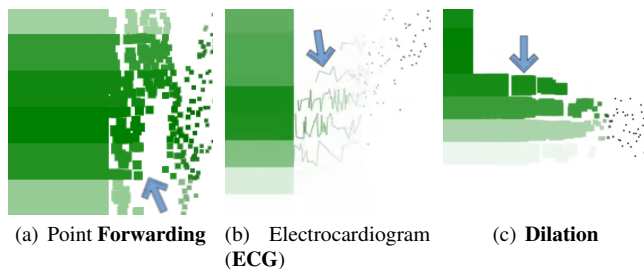 (a) Point Forwarding
(b) Electrocardiogram
(ECG)
(c) Dilation